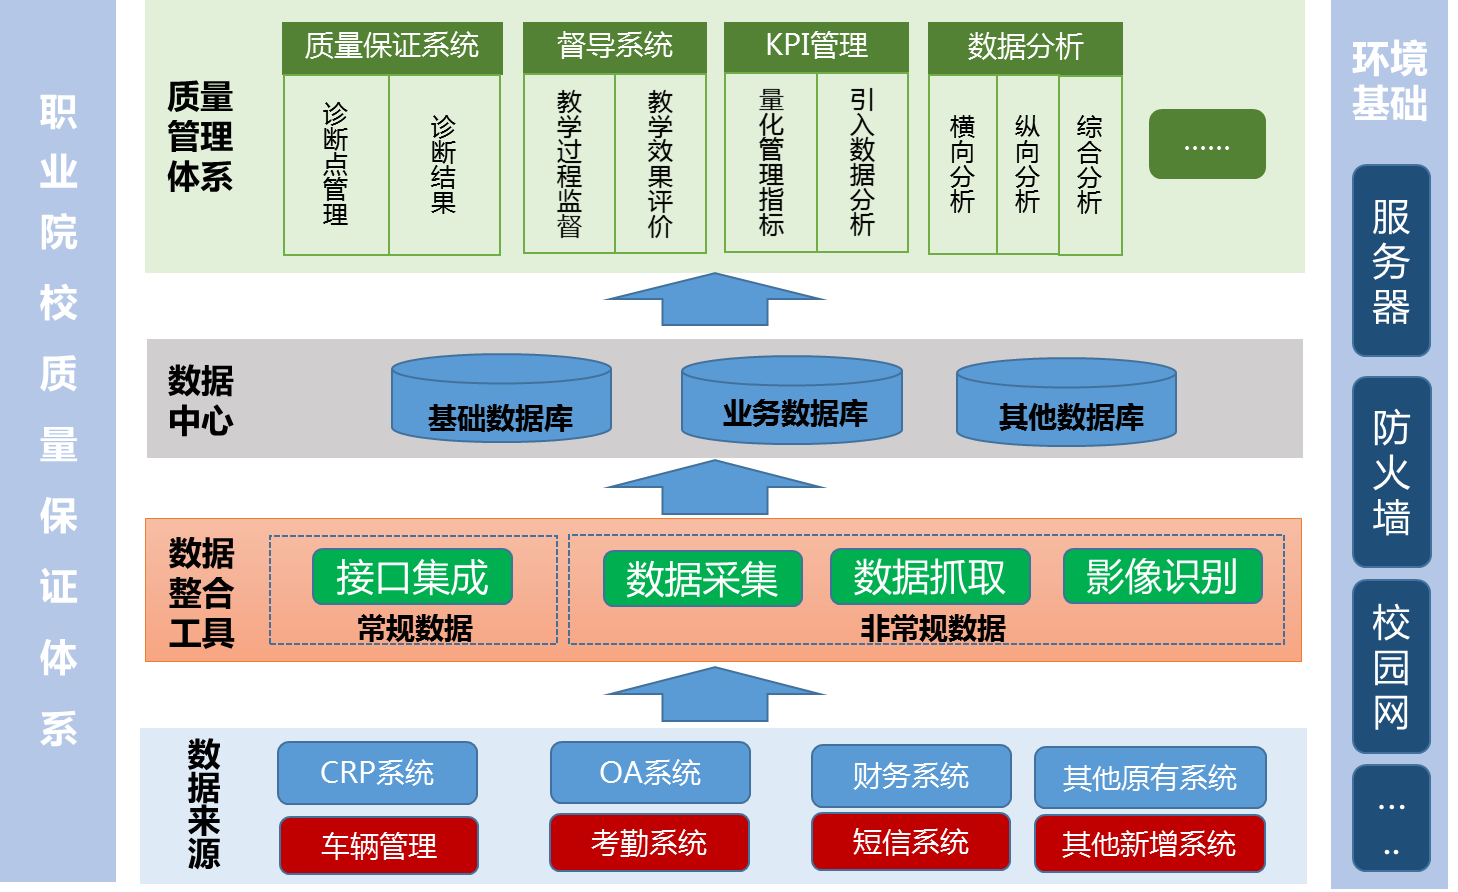 职业院校质量保证体系
质量
管理
体系
质量保证系统
诊断点管理
诊断结果
督导系统
教学过程监督
教学效果评价
KPI管理
量化管理指标
引入数据分析
数据分析
横向分析
纵向分析
综合分析
……
数据
中心
基础数据库
业务数据库
其他数据库
数据
整合
工具
接口集成
常规数据
数据采集
数据抓取
影像识别
非常规数据
数据来源
CRP系统
OA系统
财务系统
其他原有系统
车辆管理
考勤系统
短信系统
其他新增系统
环境
基础
服务器
防火墙
校园网
…
..